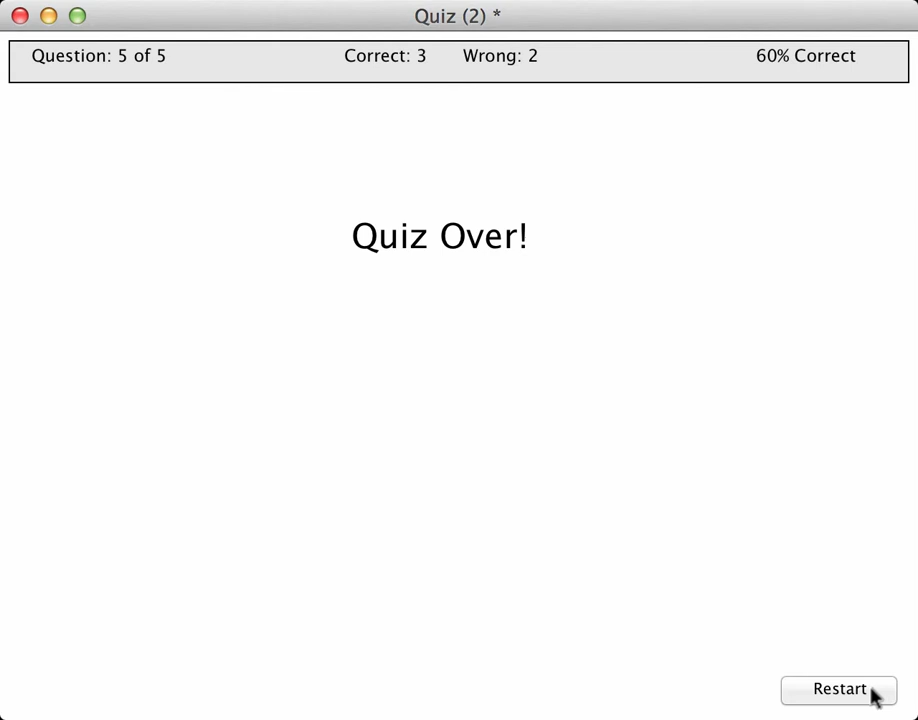 Quiz (2) *
Question: 5 of 5 Correct: 3 Wrong: 2 60% Correct
Quiz Over!
Restart